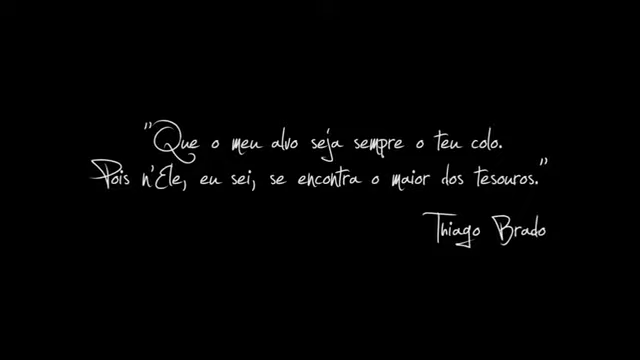 "Que o meu alvo seja sempre o teu colo.
Pois n'Ele, eu sei, se encontra o maior dos tesouros."
Thiago Brado